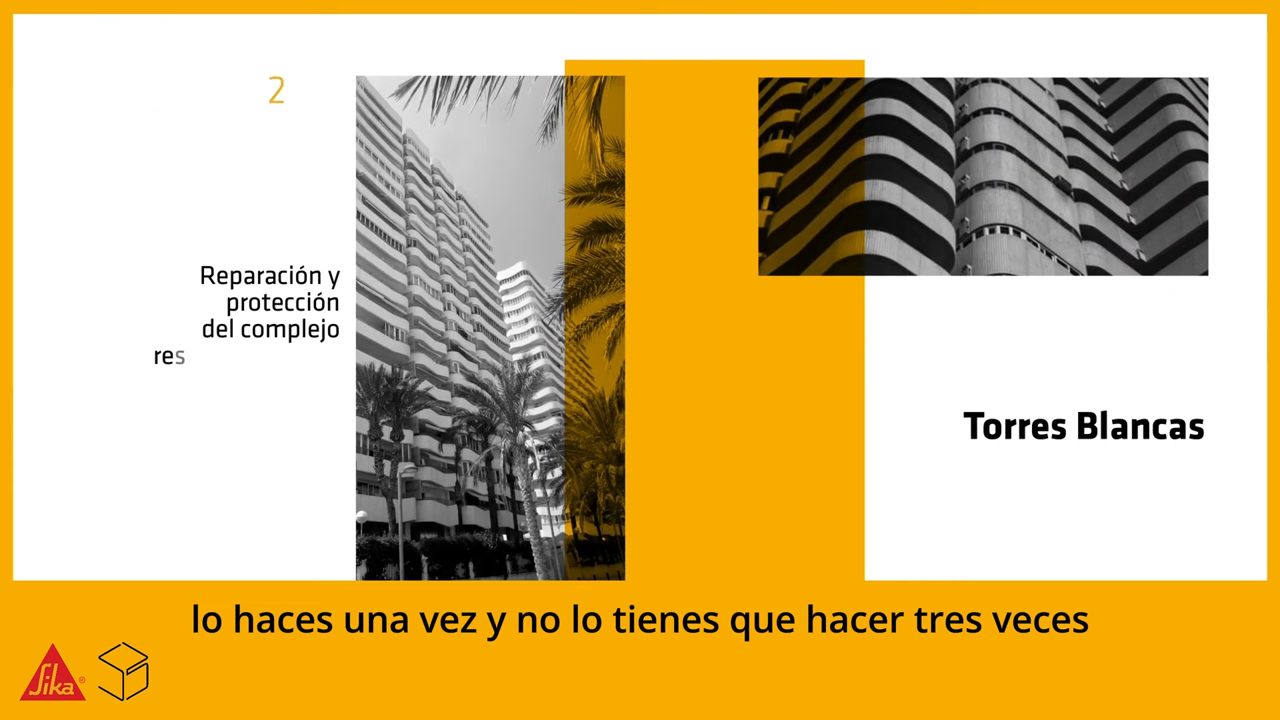 2
Reparación y
protección
del complejo
res
Torres Blancas
lo haces una vez y no lo tienes que hacer tres veces
Sika®